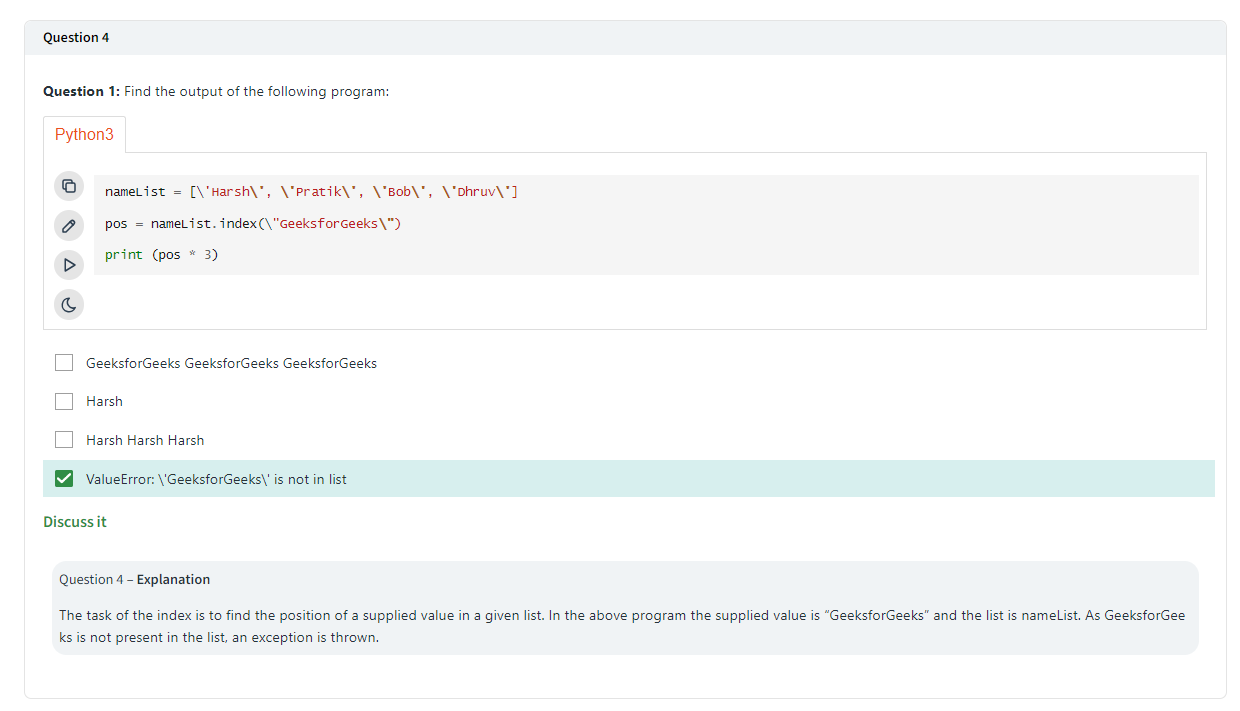 Question 4
Question 1: Find the output of the following program:
Python3
nameList = [\'Harsh\', \'Pratik\', \'Bob\', \'Dhruv\']
pos = nameList.index(\"GeeksforGeeks\")
print (pos * 3)
GeeksforGeeks GeeksforGeeks GeeksforGeeks
Harsh
Harsh Harsh Harsh
ValueError: \'GeeksforGeeks\' is not in list
Discuss it
Question 4 – Explanation
The task of the index is to find the position of a supplied value in a given list. In the above program the supplied value is “GeeksforGeeks” and the list is nameList. As GeeksforGee
ks is not present in the list, an exception is thrown.